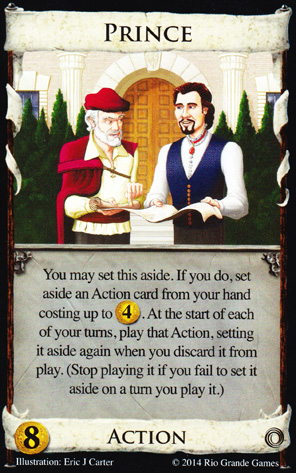 PRINCE
You may set this aside. If you do, set
aside an Action card from your hand
costing up to 4. At the start of each
of your turns, play that Action, setting
it aside again when you discard it from
play. (Stop playing it if you fail to set it
aside on a turn you play it.)
8 ACTION
Illustration: Eric J Carter © 2014 Rio Grande Games